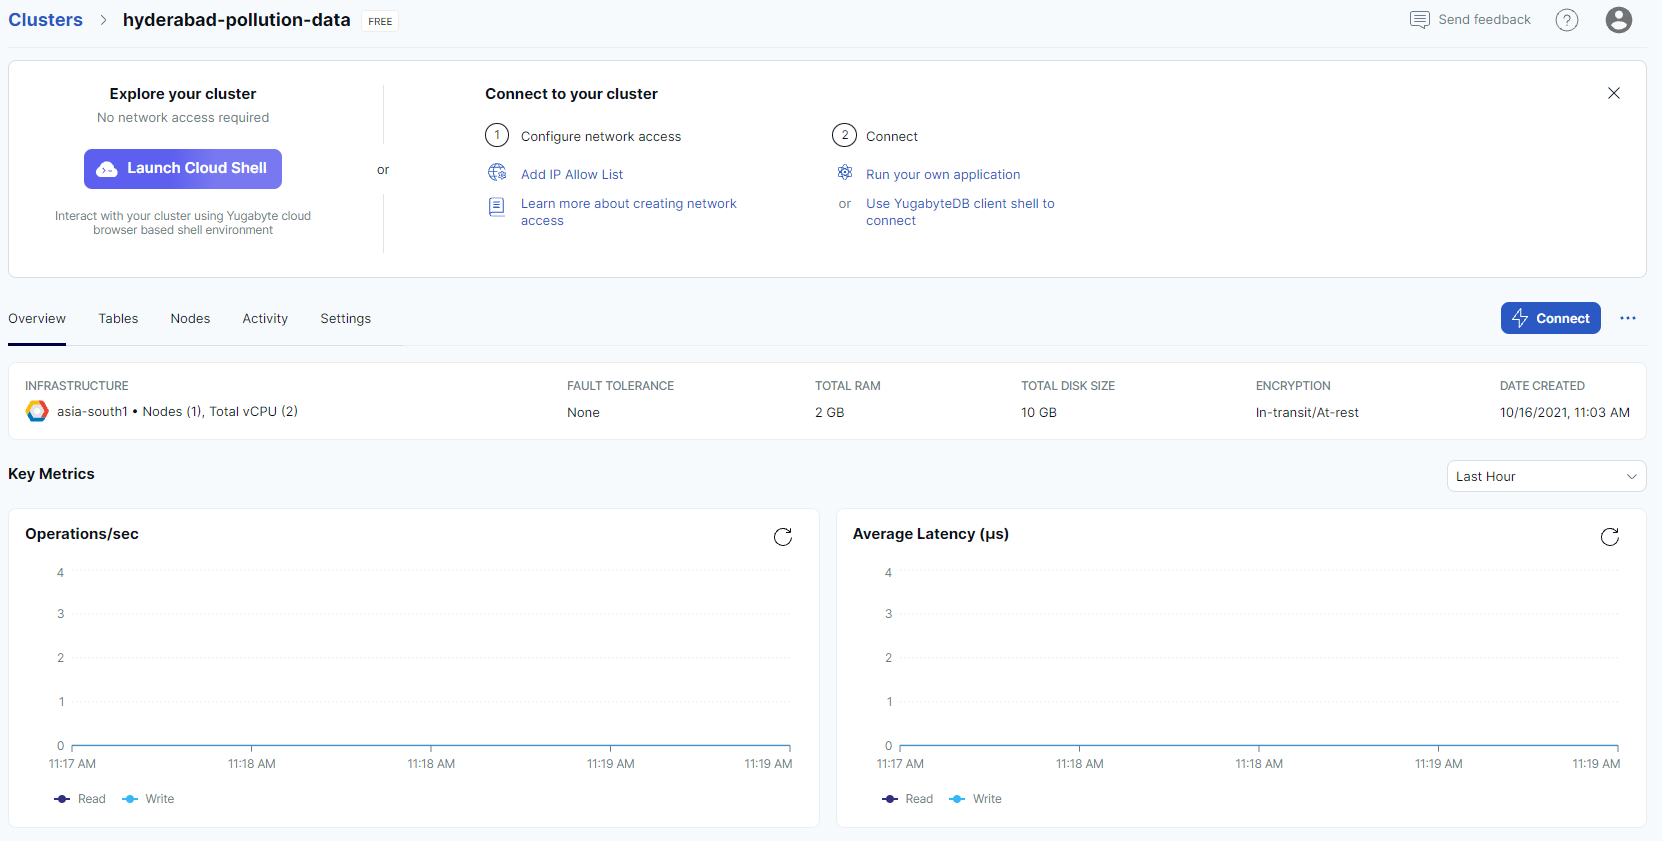 Clusters > hyderabad-pollution-data FREE
Send feedback ?
Explore your cluster
No network access required
Launch Cloud Shell
Interact with your cluster using Yugabyte cloud
browser based shell environment
or
Connect to your cluster
1 Configure network access
Add IP Allow List
Learn more about creating network
access
2 Connect
Run your own application
or Use YugabyteDB client shell to
connect
Overview Tables Nodes Activity Settings
Connect ...
INFRASTRUCTURE
asia-south1 • Nodes (1), Total vCPU (2)
FAULT TOLERANCE
None
TOTAL RAM
2 GB
TOTAL DISK SIZE
10 GB
ENCRYPTION
In-transit/At-rest
DATE CREATED
10/16/2021, 11:03 AM
Key Metrics
Last Hour
Operations/sec
4
3
2
1
0
11:17 AM 11:18 AM 11:18 AM 11:19 AM 11:19 AM
Read Write
Average Latency (μs)
4
3
2
1
0
11:17 AM 11:18 AM 11:18 AM 11:19 AM 11:19 AM
Read Write